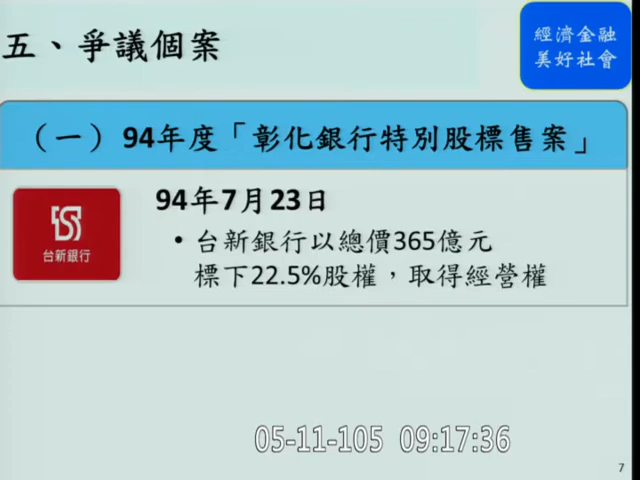 五、爭議個案
經濟金融
美好社會
(一) 94年度「彰化銀行特別股標售案」
94年7月23日
台新銀行
• 台新銀行以總價365億元
標下22.5%股權，取得經營權
05-11-105 09:17:36
7